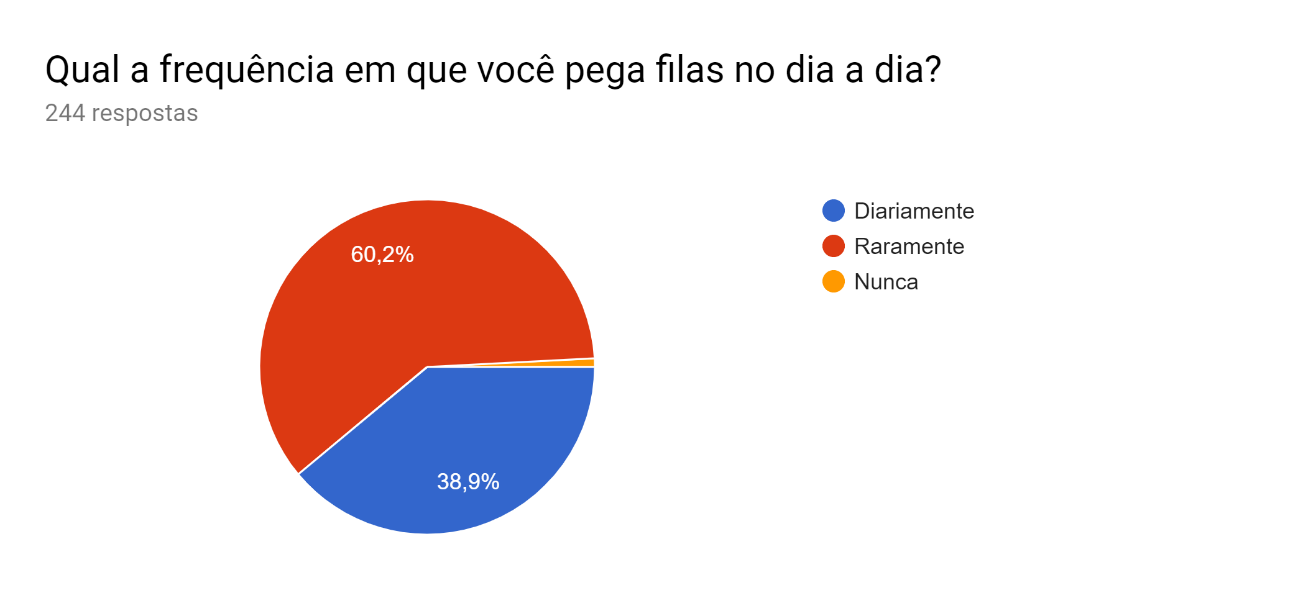 Qual a frequência em que você pega filas no dia a dia?
244 respostas
60,2%
38,9%
Diariamente
Raramente
Nunca